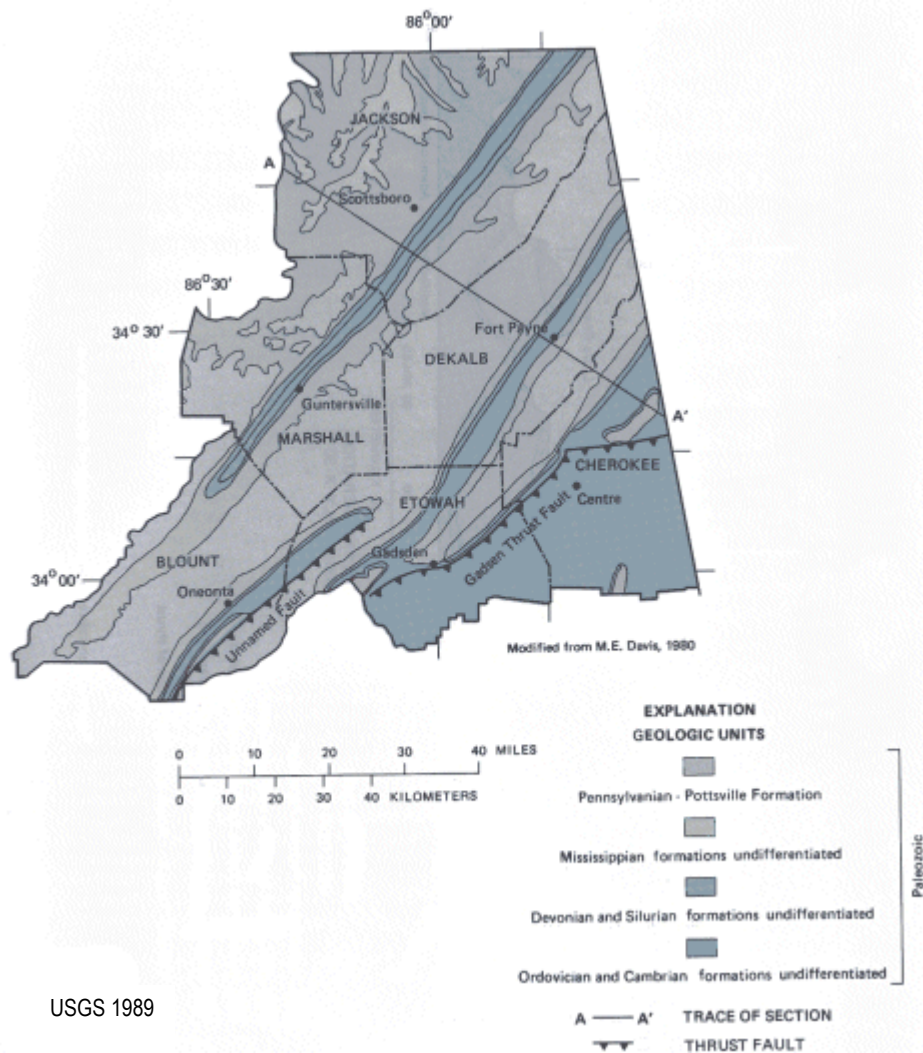 86°00'
JACKSON
A
Scottsboro
86°30'
34° 30'
Fort Payne
DEKALB
Guntersville
MARSHALL
A'
CHEROKEE
Centre
ETOWAH
Gadsden
Gadsen Thrust Fault
BLOUNT
34°00'
Oneonta
Unnamed Fault
Modified from M.E. Davis, 1980
0 10 20 30 40 MILES
0 10 20 30 40 KILOMETERS
EXPLANATION
GEOLOGIC UNITS
Pennsylvanian - Pottsville Formation
Mississippian formations undifferentiated
Devonian and Silurian formations undifferentiated
Ordovician and Cambrian formations undifferentiated
Paleozoic
A A' TRACE OF SECTION
THRUST FAULT
USGS 1989